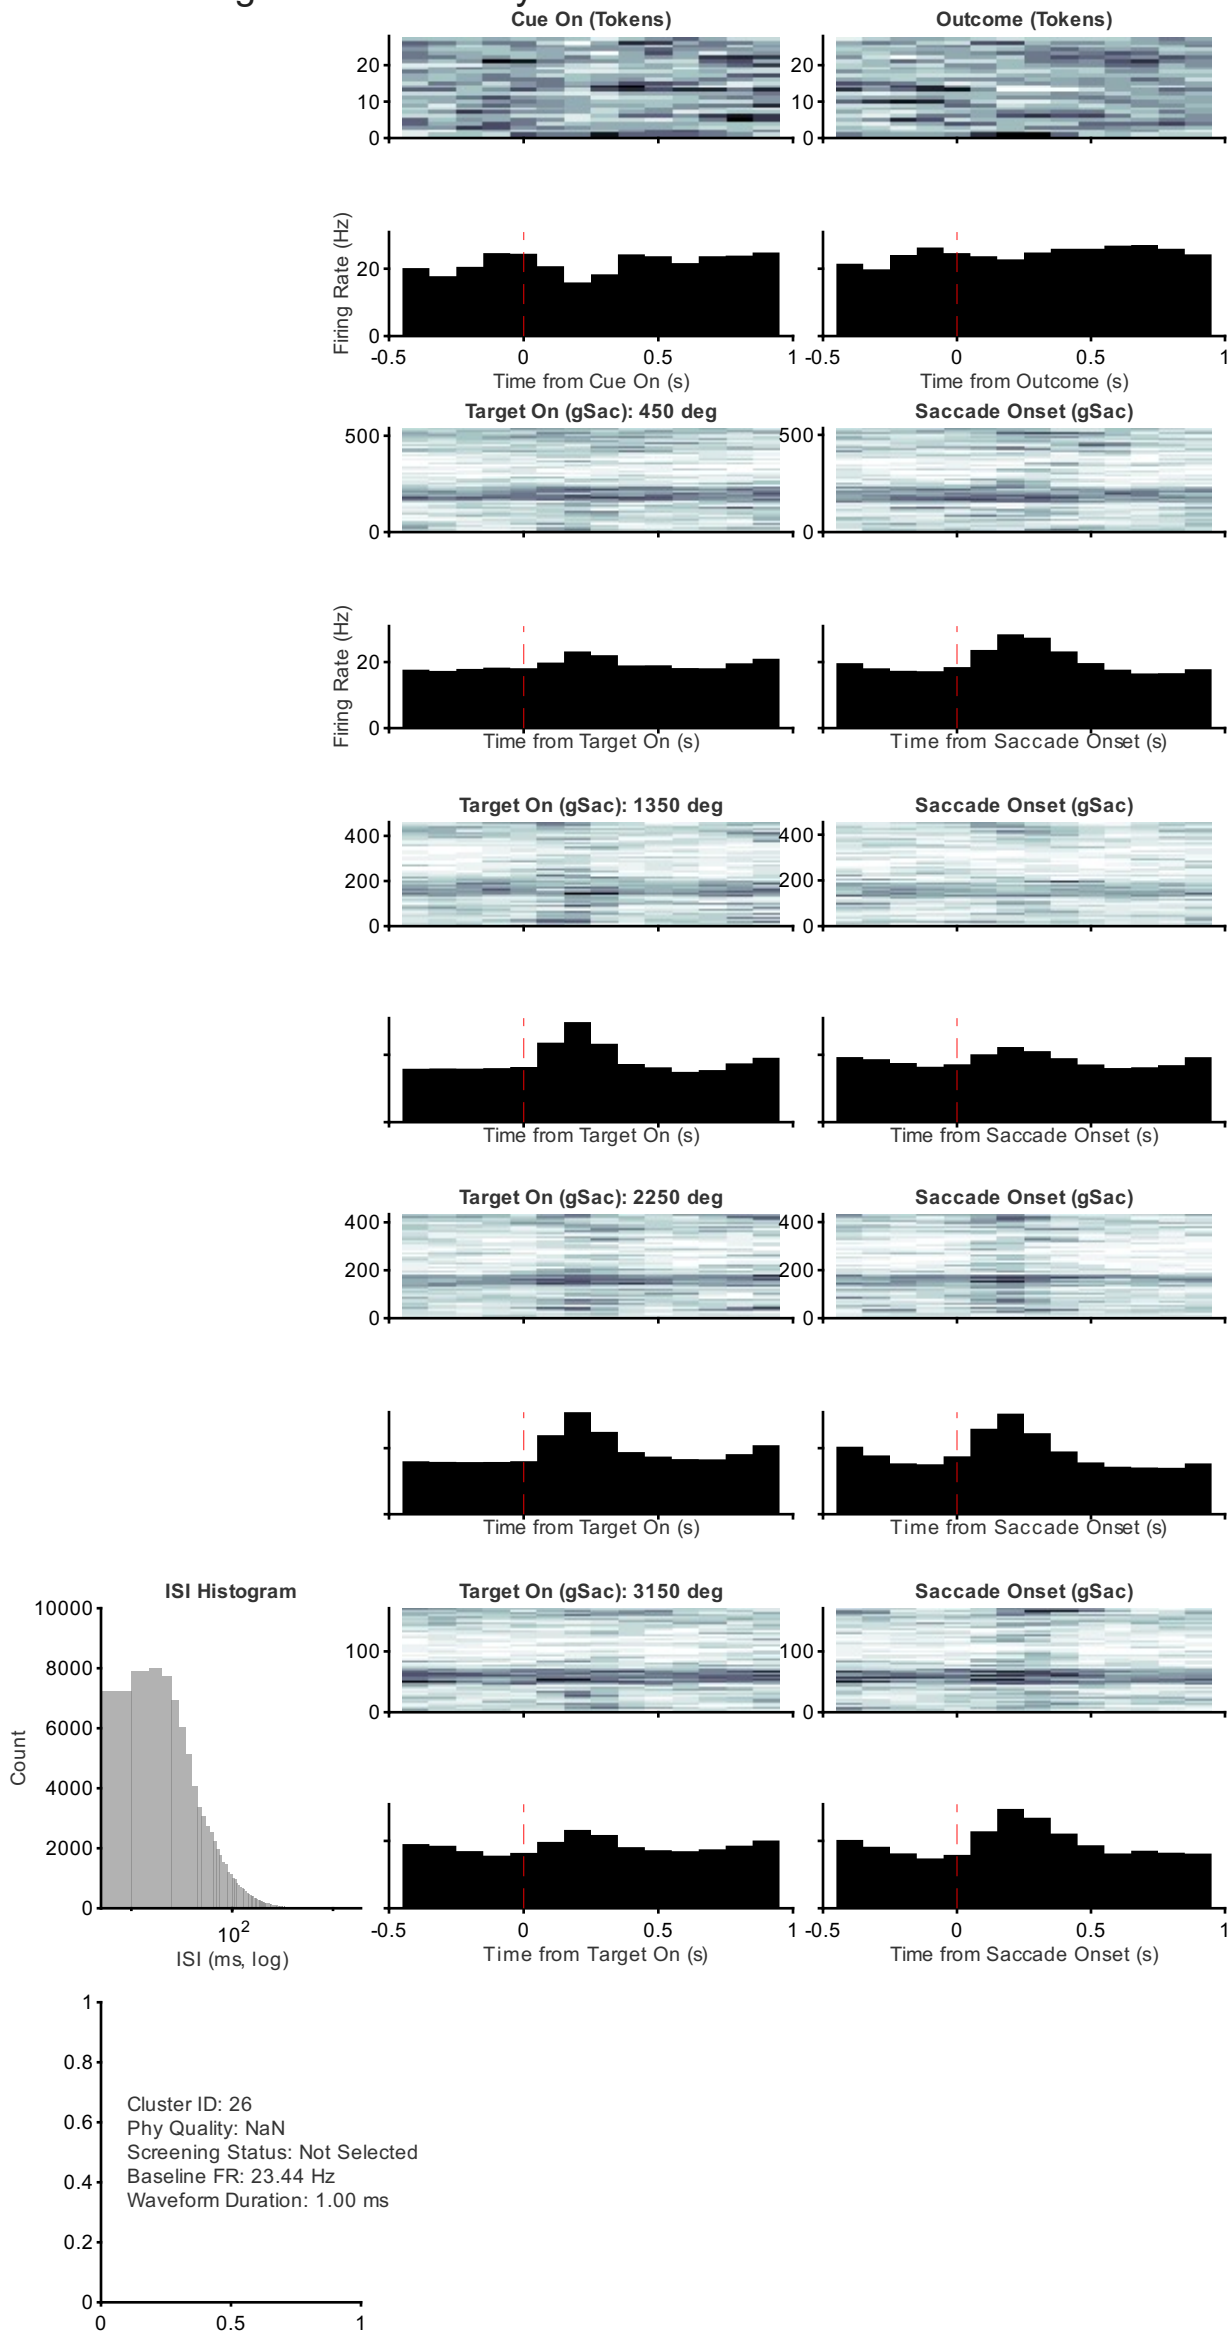 Cue On (Tokens)
Outcome (Tokens)
20
10
0
20
10
0
Firing Rate (Hz)
20
0
-0.5
0
0.5
1
-0.5
0
0.5
1
Time from Cue On (s)
Time from Outcome (s)
Target On (gSac): 450 deg
Saccade Onset (gSac)
500
0
500
0
Firing Rate (Hz)
20
0
Time from Target On (s)
Time from Saccade Onset (s)
Target On (gSac): 1350 deg
Saccade Onset (gSac)
400
200
0
400
200
0
Time from Target On (s)
Time from Saccade Onset (s)
Target On (gSac): 2250 deg
Saccade Onset (gSac)
400
200
0
400
200
0
Time from Target On (s)
Time from Saccade Onset (s)
ISI Histogram
Target On (gSac): 3150 deg
Saccade Onset (gSac)
10000
8000
6000
4000
2000
0
Count
10²
ISI (ms, log)
100
0
100
0
-0.5
0
0.5
1
-0.5
0
0.5
1
Time from Target On (s)
Time from Saccade Onset (s)
1
0.8
0.6
0.4
0.2
0
Cluster ID: 26
Phy Quality: NaN
Screening Status: Not Selected
Baseline FR: 23.44 Hz
Waveform Duration: 1.00 ms
0
0.5
1